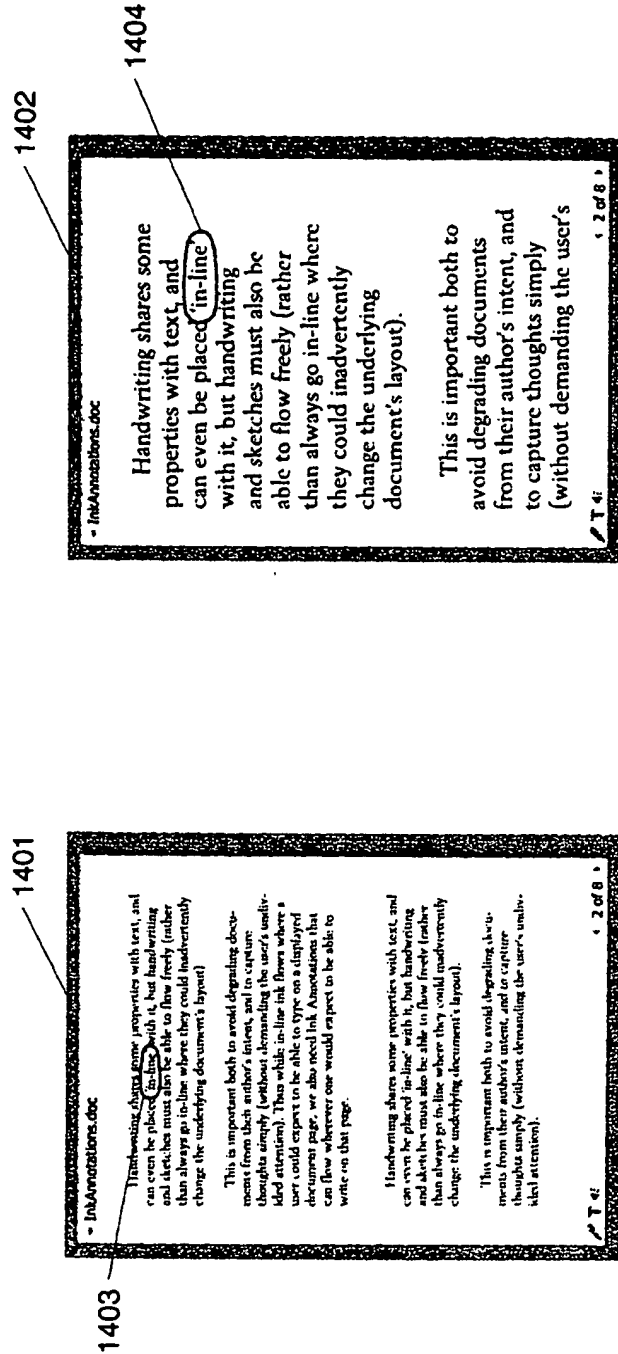 1401
- InkAnnotations.doc
Handwriting shares some properties with text, and
can even be placed 'in-line' with it, but handwriting
and sketches must also be able to flow freely (rather
than always go in-line where they could inadvertently
change the underlying document's layout)
This is important both to avoid degrading docu-
ments from their author's intent, and to capture
thoughts simply (without demanding the user's undiv-
ided attention). Thus while in-line ink flows where a
user could expect to be able to type on a displayed
document page, we also need Ink Annotations that
can flow wherever one would expect to be able to
write on that page.
Handwriting shares some properties with text, and
can even be placed 'in-line' with it, but handwriting
and sketches must also be able to flow freely (rather
than always go in-line where they could inadvertently
change the underlying document's layout).
This is important both to avoid degrading docu-
ments from their author's intent, and to capture
thoughts simply (without demanding the user's undiv-
ided attention).
T
< 2 of 8 >
1403
1402
- InkAnnotations.doc
Handwriting shares some
properties with text, and
can even be placed 'in-line'
with it, but handwriting
and sketches must also be
able to flow freely (rather
than always go in-line where
they could inadvertently
change the underlying
document's layout).
This is important both to
avoid degrading documents
from their author's intent, and
to capture thoughts simply
(without demanding the user's
T
< 2 of 8 >
1404